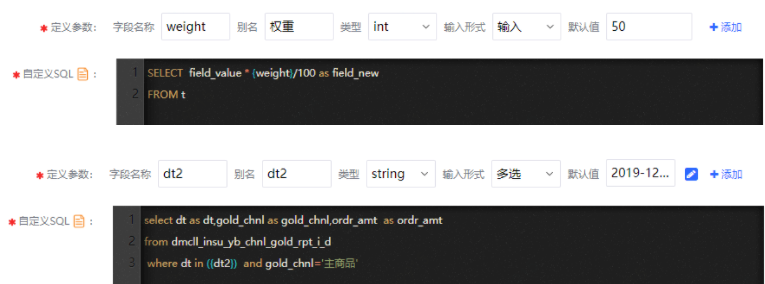 * 定义参数: 字段名称 weight 别名 权重 类型 int 输入形式 输入 默认值 50 + 添加
* 自定义SQL : 1 SELECT field_value * {weight}/100 as field_new
2 FROM t
* 定义参数: 字段名称 dt2 别名 dt2 类型 string 输入形式 多选 默认值 2019-12... + 添加
* 自定义SQL : 1 select dt as dt,gold_chnl as gold_chnl,ordr_amt as ordr_amt
2 from dmcll_insu_yb_chnl_gold_rpt_i_d
3 where dt in ({dt2}) and gold_chnl='主商品'